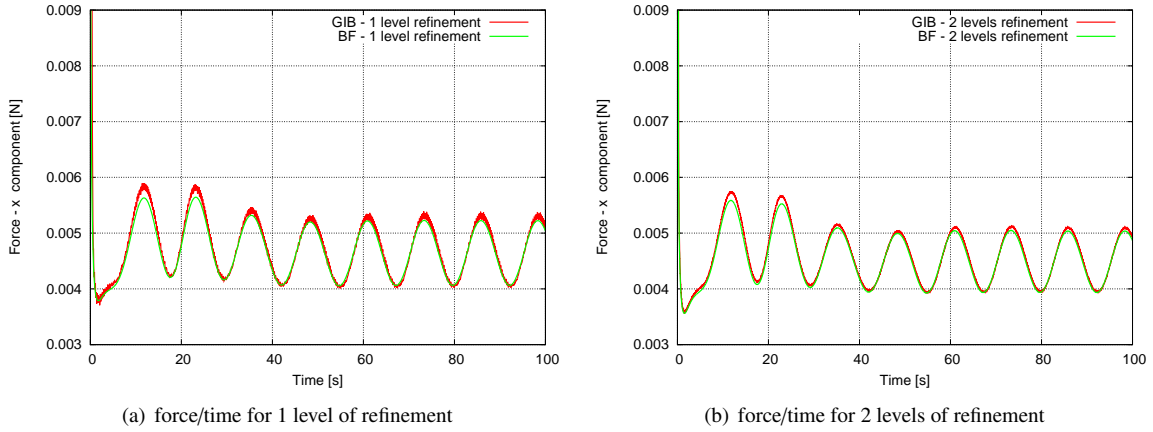 0.009
0.008
0.007
0.006
0.005
0.004
0.003
0
20
40
60
80
100
Force - x component [N]
Time [s]
GIB - 1 level refinement
BF - 1 level refinement
(a) force/time for 1 level of refinement
0.009
0.008
0.007
0.006
0.005
0.004
0.003
0
20
40
60
80
100
Force - x component [N]
Time [s]
GIB - 2 levels refinement
BF - 2 levels refinement
(b) force/time for 2 levels of refinement